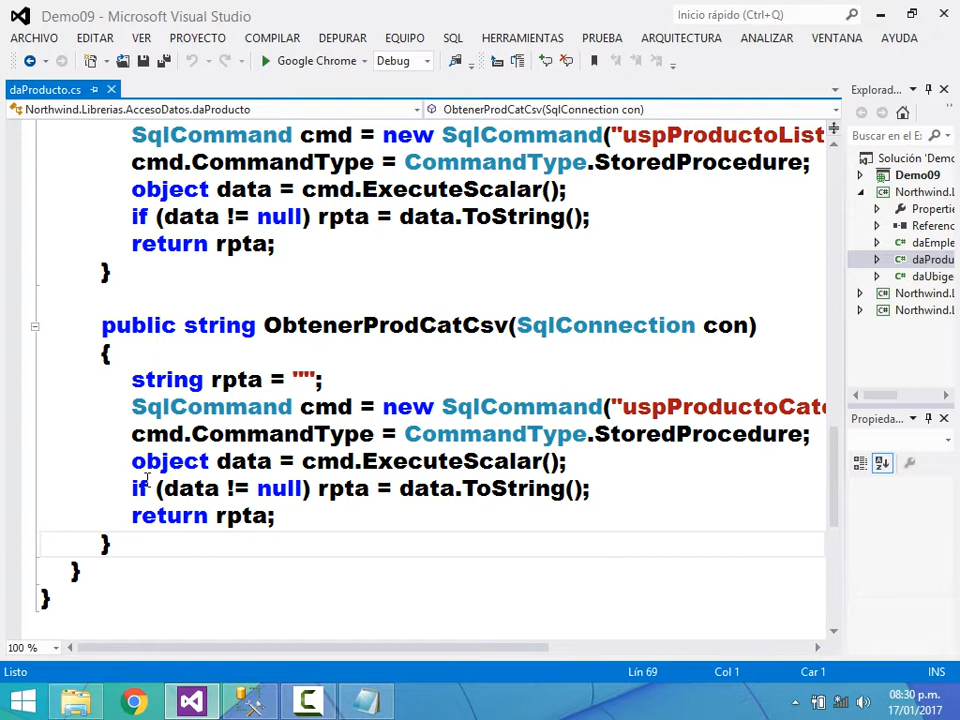 Demo09 - Microsoft Visual Studio
Inicio rápido (Ctrl+Q)
ARCHIVO EDITAR VER PROYECTO COMPILAR DEPURAR EQUIPO SQL HERRAMIENTAS PRUEBA ARQUITECTURA ANALIZAR VENTANA AYUDA
Google Chrome Debug
daProducto.cs
Explorad...
Northwind.Librerias.AccesoDatos.daProducto
ObtenerProdCatCsv(SqlConnection con)
SqlCommand cmd = new SqlCommand("uspProductoList
cmd.CommandType = CommandType.StoredProcedure;
object data = cmd.ExecuteScalar();
if (data != null) rpta = data.ToString();
return rpta;
}
public string ObtenerProdCatCsv(SqlConnection con)
{
string rpta = "";
SqlCommand cmd = new SqlCommand("uspProductoCate
cmd.CommandType = CommandType.StoredProcedure;
object data = cmd.ExecuteScalar();
if (data != null) rpta = data.ToString();
return rpta;
}
}
}
Buscar en el E
Solución 'Demo
Demo09
Northwind.L
Properti
Referenc
daEmple
daProdu
daUbige
Northwind.L
Northwind.L
Propieda...
100 %
Listo
Lín 69
Col 1
Car 1
INS
08:30 p.m.
17/01/2017